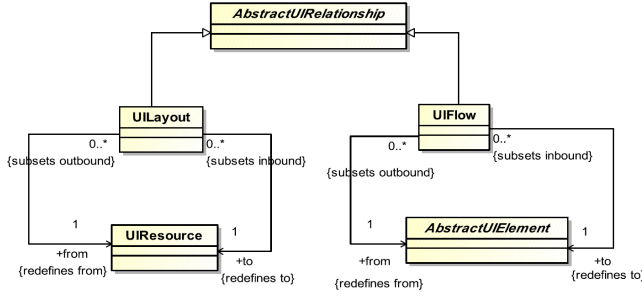 AbstractUIRelationship
UILayout
UIFlow
0..*
0..*
{subsets outbound}
{subsets inbound}
0..*
0..*
{subsets outbound}
{subsets inbound}
1
1
UIResource
+from
+to
{redefines from}
{redefines to}
1
1
AbstractUIElement
+from
+to
{redefines from}
{redefines to}